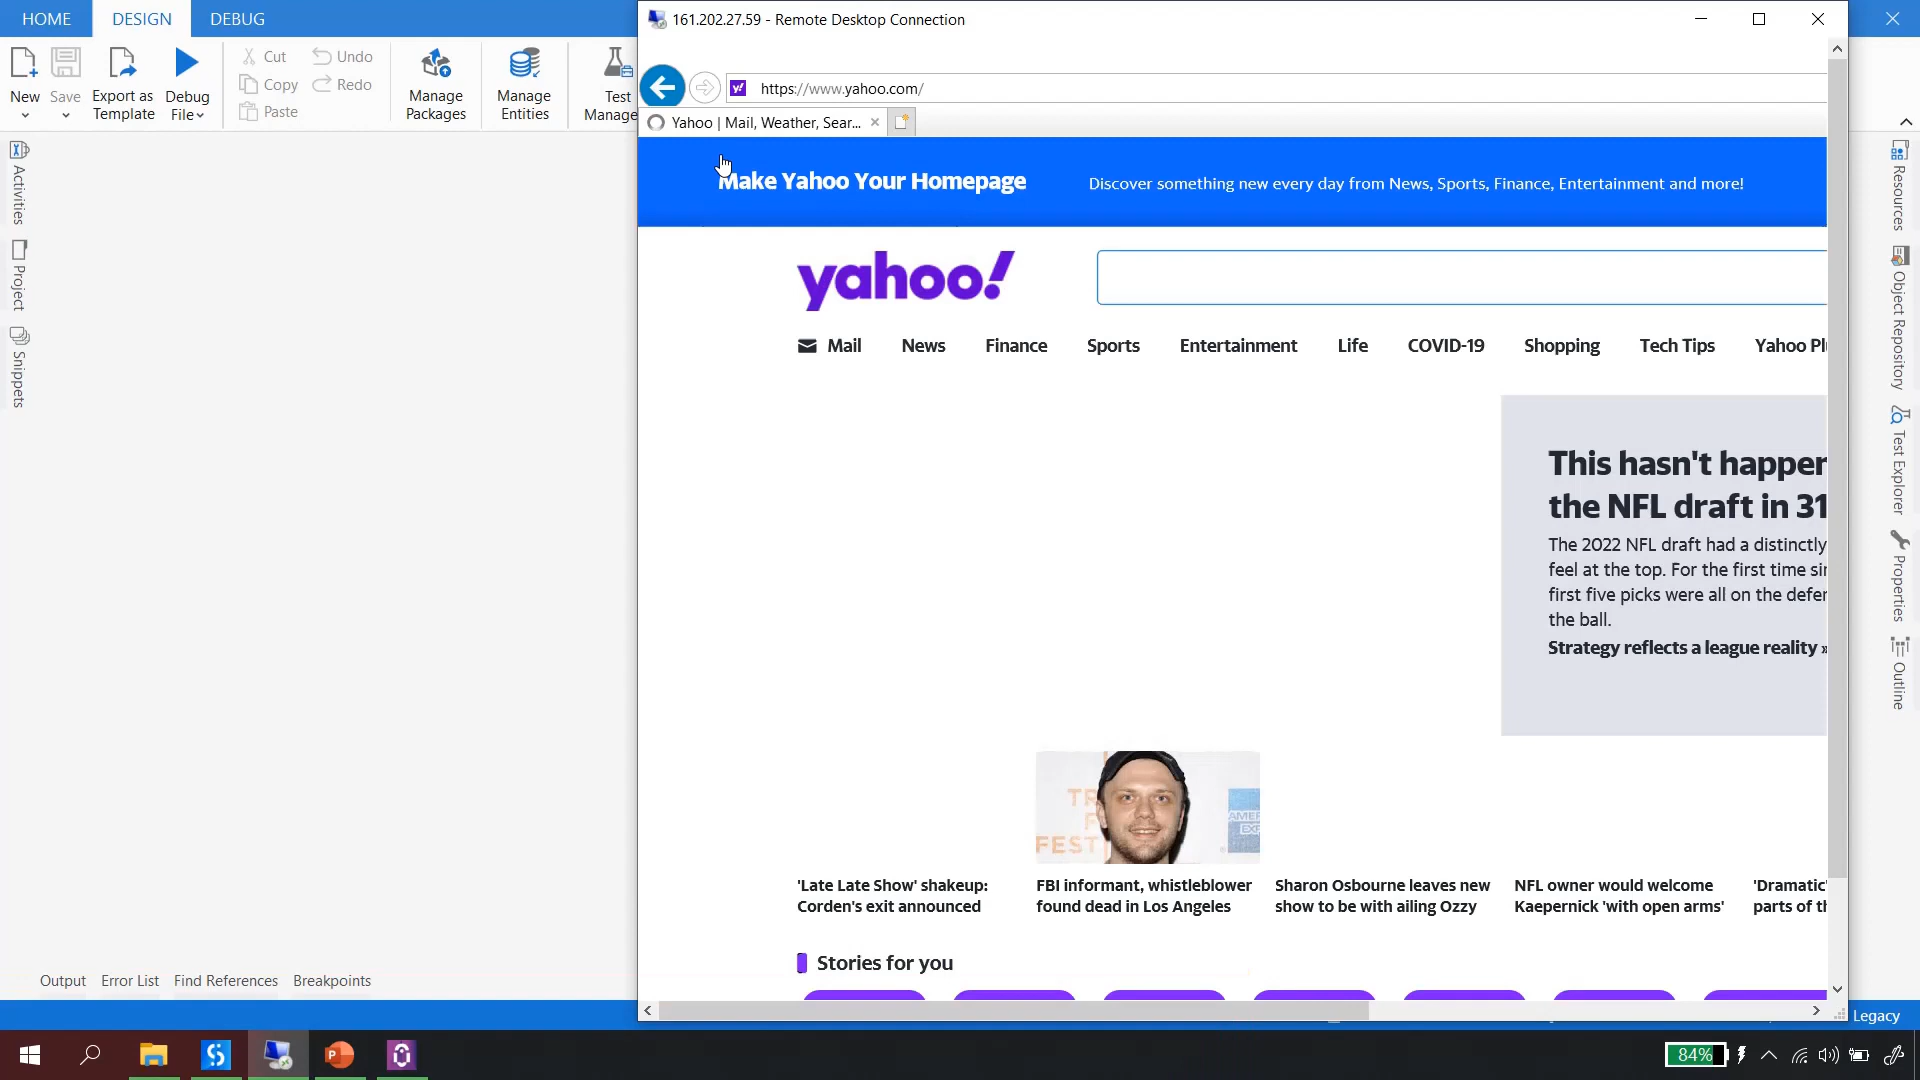 HOME
DESIGN
DEBUG
161.202.27.59 - Remote Desktop Connection
New
Save
Export as
Template
Debug
File
Cut
Copy
Paste
Undo
Redo
Manage
Packages
Manage
Entities
Test
Manage
https://www.yahoo.com/
Yahoo | Mail, Weather, Sear...
Make Yahoo Your Homepage
Discover something new every day from News, Sports, Finance, Entertainment and more!
yahoo!
Mail
News
Finance
Sports
Entertainment
Life
COVID-19
Shopping
Tech Tips
Yahoo Pl
This hasn't happen
the NFL draft in 31
The 2022 NFL draft had a distinctly
feel at the top. For the first time sin
first five picks were all on the defen
the ball.
Strategy reflects a league reality »
'Late Late Show' shakeup:
Corden's exit announced
FBI informant, whistleblower
found dead in Los Angeles
Sharon Osbourne leaves new
show to be with ailing Ozzy
NFL owner would welcome
Kaepernick 'with open arms'
'Dramatic'
parts of th
Stories for you
Activities
Project
Snippets
Resources
Object Repository
Test Explorer
Properties
Outline
Output
Error List
Find References
Breakpoints
Legacy
84%